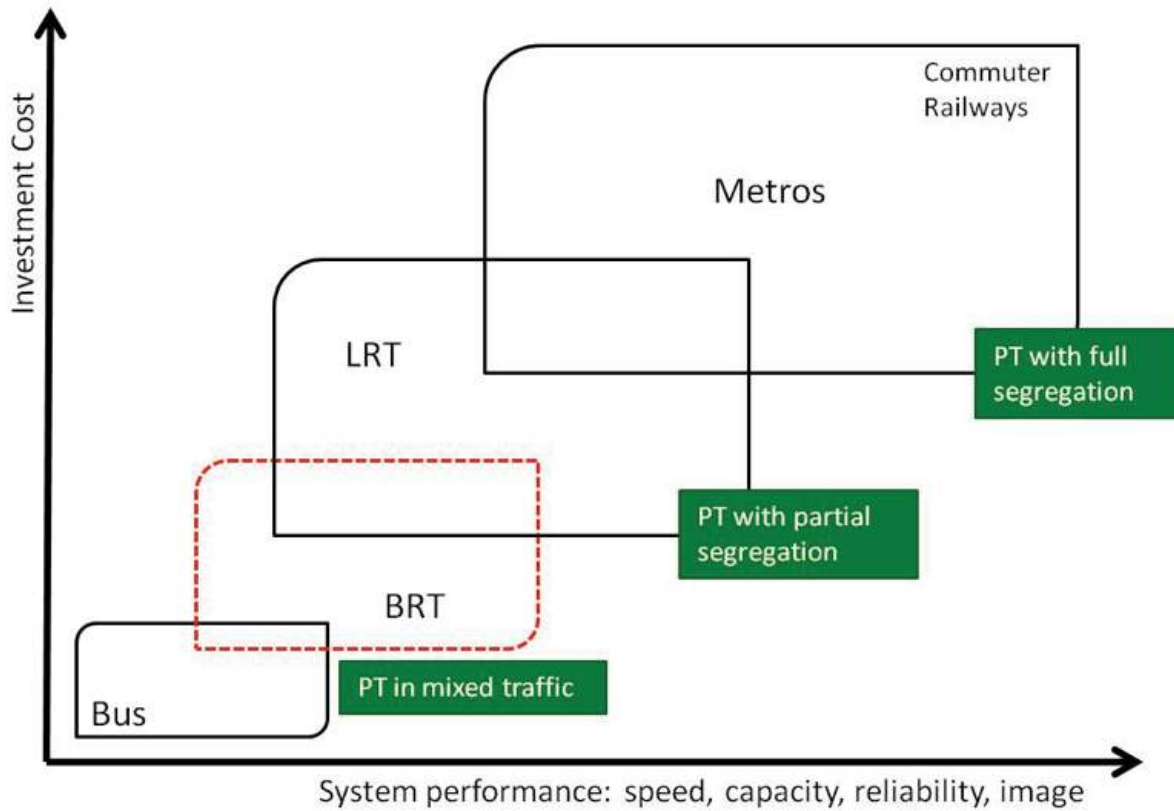 Investment Cost
Commuter
Railways
Metros
LRT
PT with full
segregation
PT with partial
segregation
BRT
PT in mixed traffic
Bus
System performance: speed, capacity, reliability, image